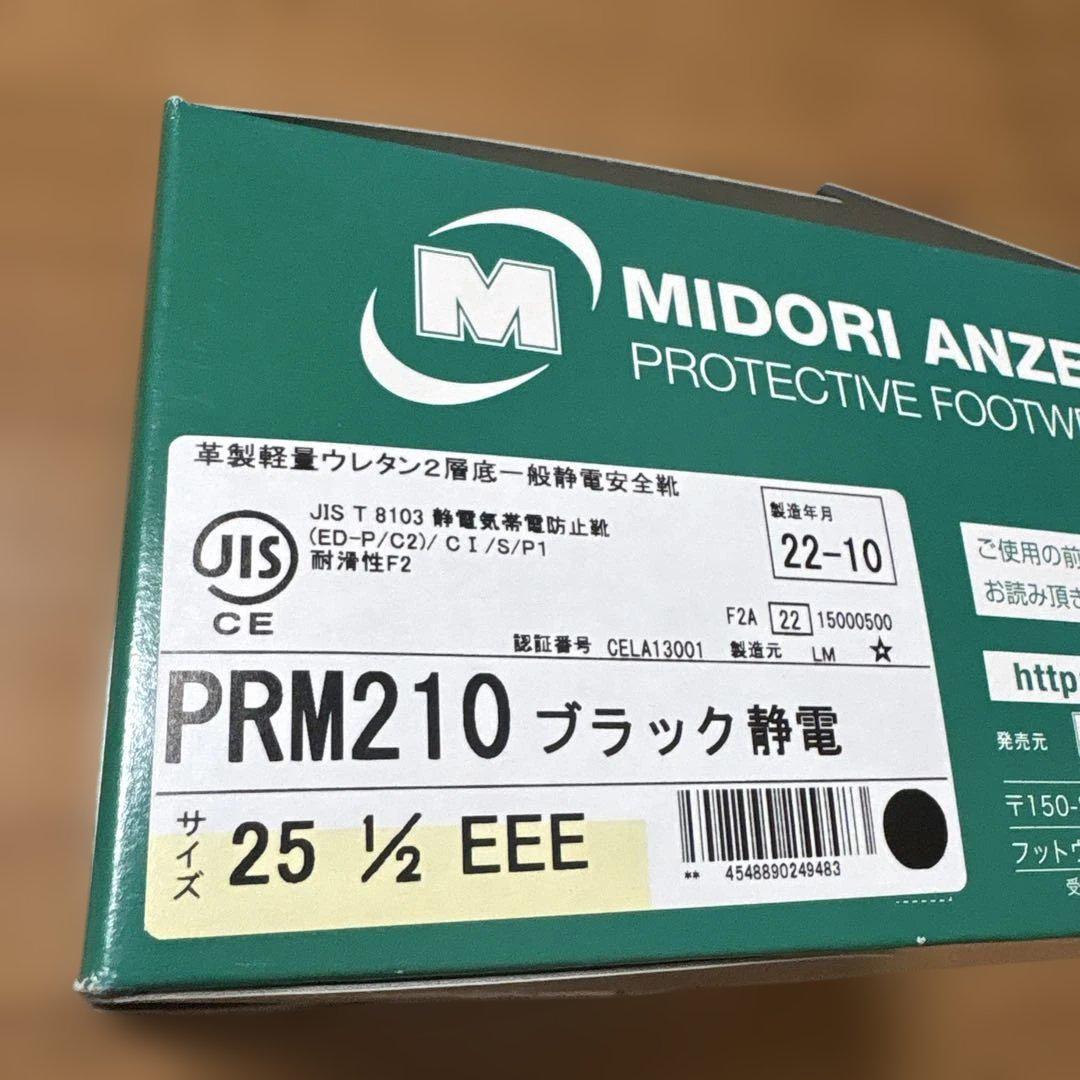 M
MIDORI ANZE
PROTECTIVE FOOTW
革製軽量ウレタン2層底一般静電安全靴
JIS
CE
JIS T 8103 静電気帯電防止靴
(ED-P/C2)/ CI/S/P1
耐滑性F2
製造年月
22-10
F2A 22 15000500
認証番号 CELA13001 製造元 LM ☆
PRM210 ブラック静電
サイズ
25 ½ EEE
** 4548890249483
ご使用の前
お読み頂き
http
発売元
〒150-
フットウ
受